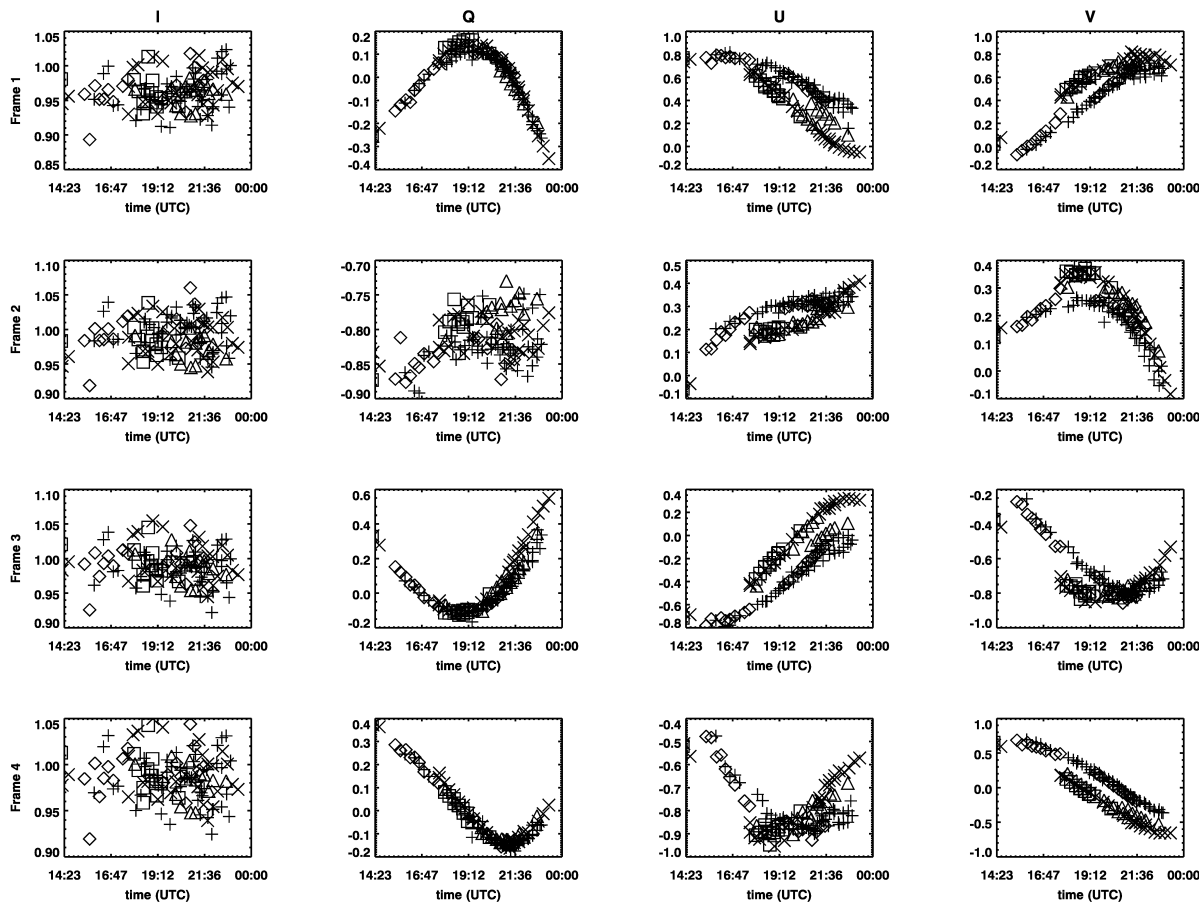 I Q U V
Frame 1
1.05 1.00 0.95 0.90 0.85
0.2 0.1 0.0 -0.1 -0.2 -0.3 -0.4
1.0 0.8 0.6 0.4 0.2 0.0 -0.2
1.0 0.8 0.6 0.4 0.2 0.0 -0.2
14:23 16:47 19:12 21:36 00:00 14:23 16:47 19:12 21:36 00:00 14:23 16:47 19:12 21:36 00:00 14:23 16:47 19:12 21:36 00:00
time (UTC) time (UTC) time (UTC) time (UTC)
Frame 2
1.10 1.05 1.00 0.95 0.90
-0.70 -0.75 -0.80 -0.85 -0.90
0.5 0.4 0.3 0.2 0.1 0.0 -0.1
0.4 0.3 0.2 0.1 0.0 -0.1
14:23 16:47 19:12 21:36 00:00 14:23 16:47 19:12 21:36 00:00 14:23 16:47 19:12 21:36 00:00 14:23 16:47 19:12 21:36 00:00
time (UTC) time (UTC) time (UTC) time (UTC)
Frame 3
1.10 1.05 1.00 0.95 0.90
0.6 0.4 0.2 0.0 -0.2
0.4 0.2 -0.0 -0.2 -0.4 -0.6 -0.8
-0.2 -0.4 -0.6 -0.8 -1.0
14:23 16:47 19:12 21:36 00:00 14:23 16:47 19:12 21:36 00:00 14:23 16:47 19:12 21:36 00:00 14:23 16:47 19:12 21:36 00:00
time (UTC) time (UTC) time (UTC) time (UTC)
Frame 4
1.05 1.00 0.95 0.90
0.4 0.3 0.2 0.1 0.0 -0.1 -0.2
-0.4 -0.5 -0.6 -0.7 -0.8 -0.9 -1.0
1.0 0.5 0.0 -0.5 -1.0
14:23 16:47 19:12 21:36 00:00 14:23 16:47 19:12 21:36 00:00 14:23 16:47 19:12 21:36 00:00 14:23 16:47 19:12 21:36 00:00
time (UTC) time (UTC) time (UTC) time (UTC)